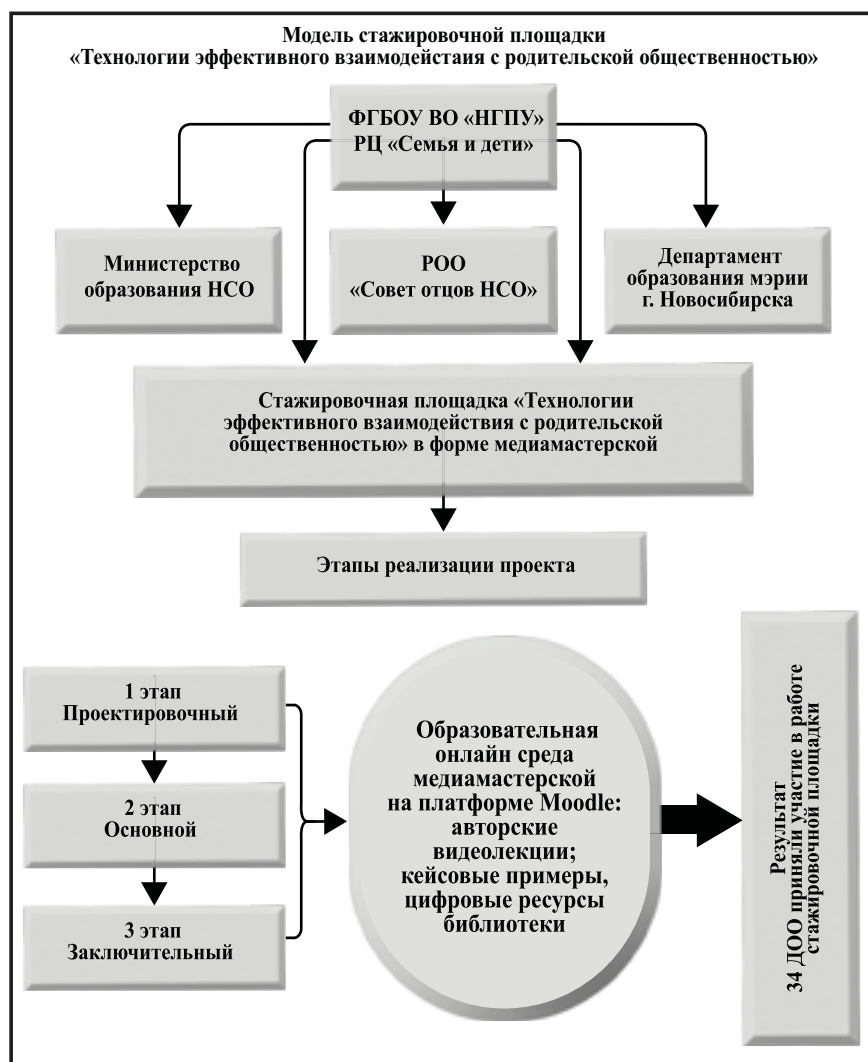 Модель стажировочной площадки
«Технологии эффективного взаимодействаия с родительской общественностью»
ФГБОУ ВО «НГПУ»
РЦ «Семья и дети»
Министерство
образования НСО
РОО
«Совет отцов НСО»
Департамент
образования мэрии
г. Новосибирска
Стажировочная площадка «Технологии
эффективного взаимодействия с родительской
общественностью» в форме медиамастерской
Этапы реализации проекта
1 этап
Проектировочный
2 этап
Основной
3 этап
Заключительный
Образовательная
онлайн среда
медиамастерской
на платформе Moodle:
авторские
видеолекции;
кейсовые примеры,
цифровые ресурсы
библиотеки
Результат
34 ДОО приняли участие в работе
стажировочной площадки